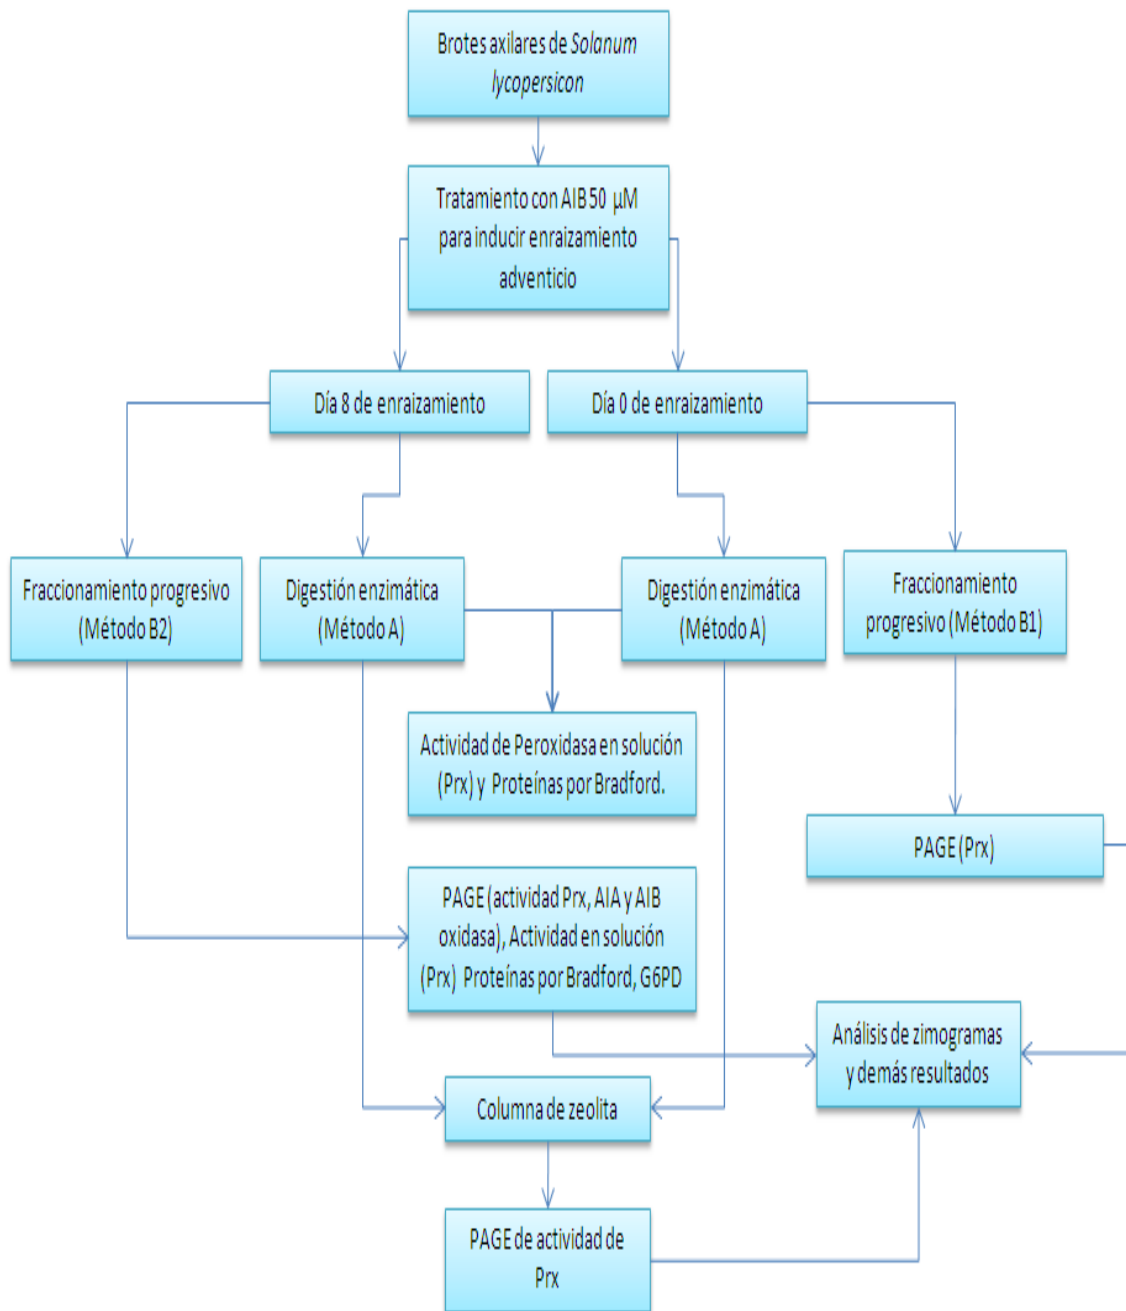 Brotes axilares de Solanum
lycopersicon
Tratamiento con AIB 50 µM
para inducir enraizamiento
adventicio
Día 8 de enraizamiento
Día 0 de enraizamiento
Fraccionamiento progresivo
(Método B2)
Digestión enzimática
(Método A)
Digestión enzimática
(Método A)
Fraccionamiento
progresivo (Método B1)
Actividad de Peroxidasa en solución
(Prx) y Proteínas por Bradford.
PAGE (Prx)
PAGE (actividad Prx, AIA y AIB
oxidasa), Actividad en solución
(Prx) Proteínas por Bradford, G6PD
Análisis de zimogramas
y demás resultados
Columna de zeolita
PAGE de actividad de
Prx